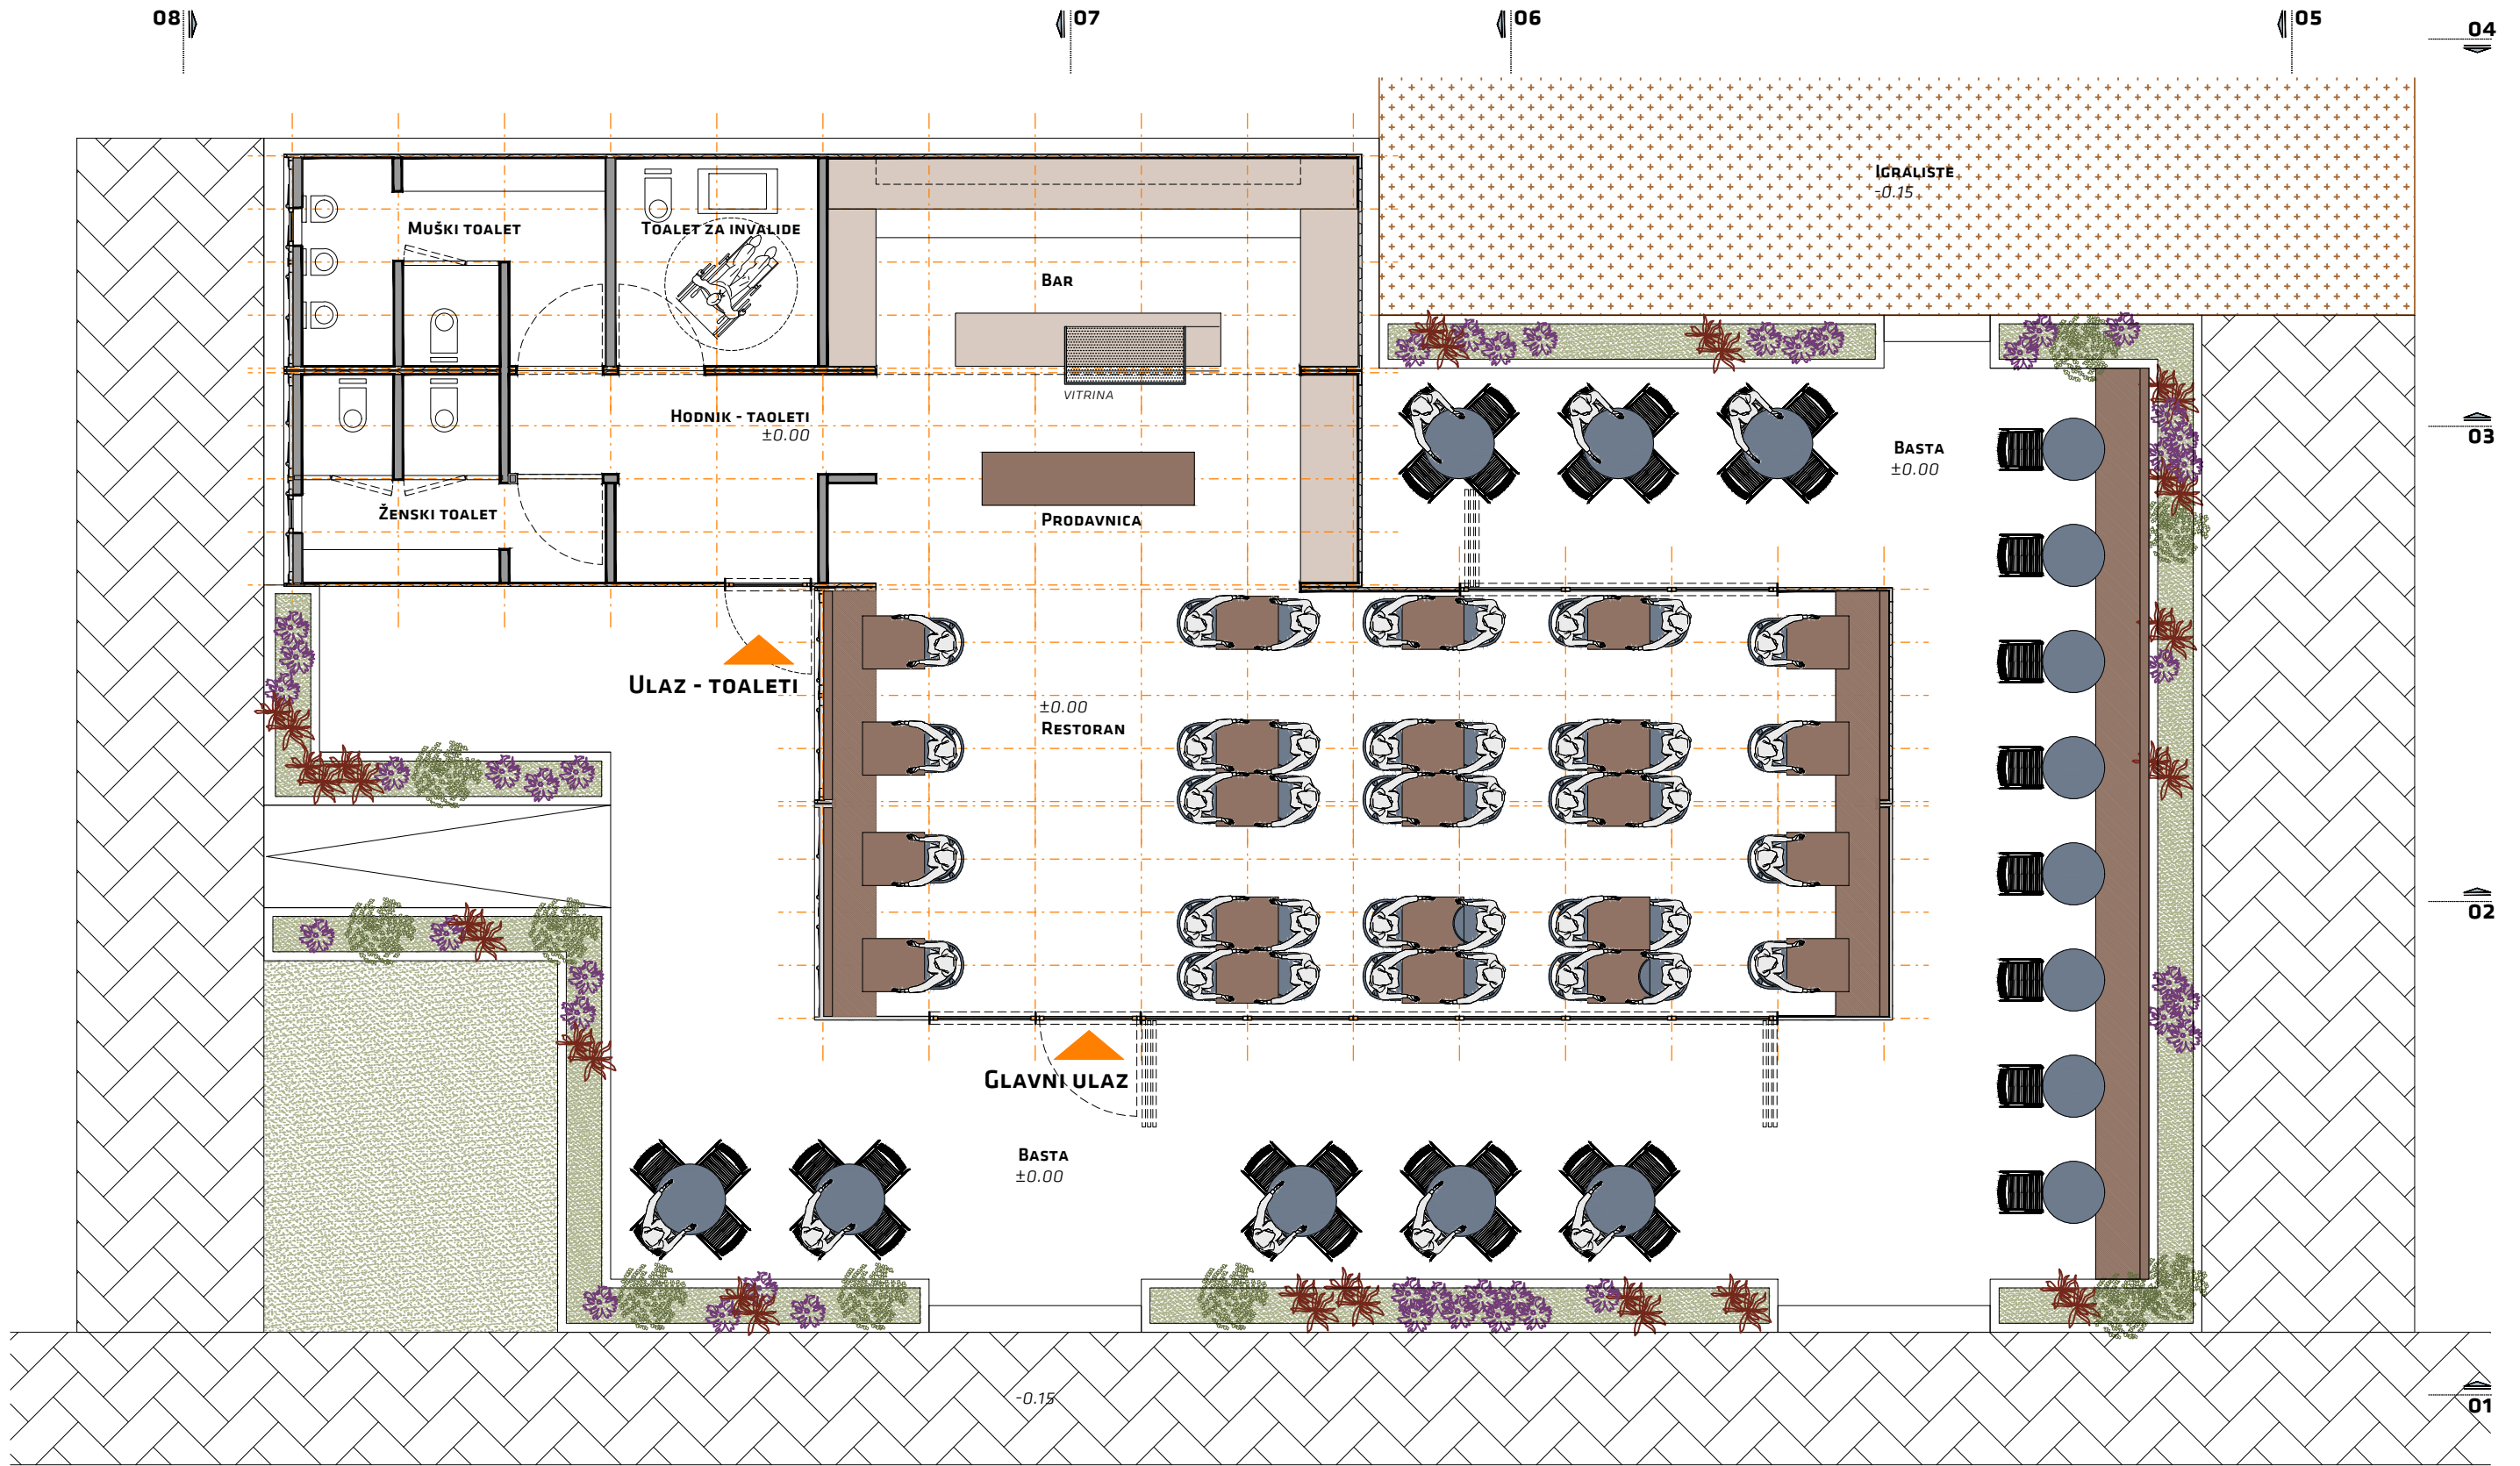 08
07
06
05
04
Igraliste
-0.15
Muški toalet
Toalet za invalide
Bar
Vitrina
Hodnik - taoleti
±0.00
Basta
±0.00
03
Ženski toalet
Prodavnica
Ulaz - toaleti
±0.00
Restoran
02
Glavni ulaz
Basta
±0.00
-0.15
01